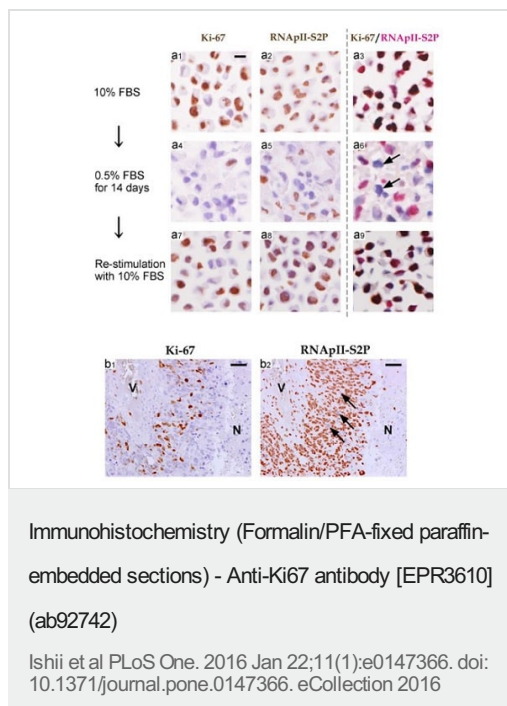 Ki-67 RNApII-S2P Ki-67/RNApII-S2P
a1 a2 a3
10% FBS
a4 a5 a6
0.5% FBS
for 14 days
a7 a8 a9
Re-stimulation
with 10% FBS
Ki-67 RNApII-S2P
b1 b2
V V
N N
Immunohistochemistry (Formalin/PFA-fixed paraffin-
embedded sections) - Anti-Ki67 antibody [EPR3610]
(ab92742)
Ishii et al PLoS One. 2016 Jan 22;11(1):e0147366. doi:
10.1371/journal.pone.0147366. eCollection 2016